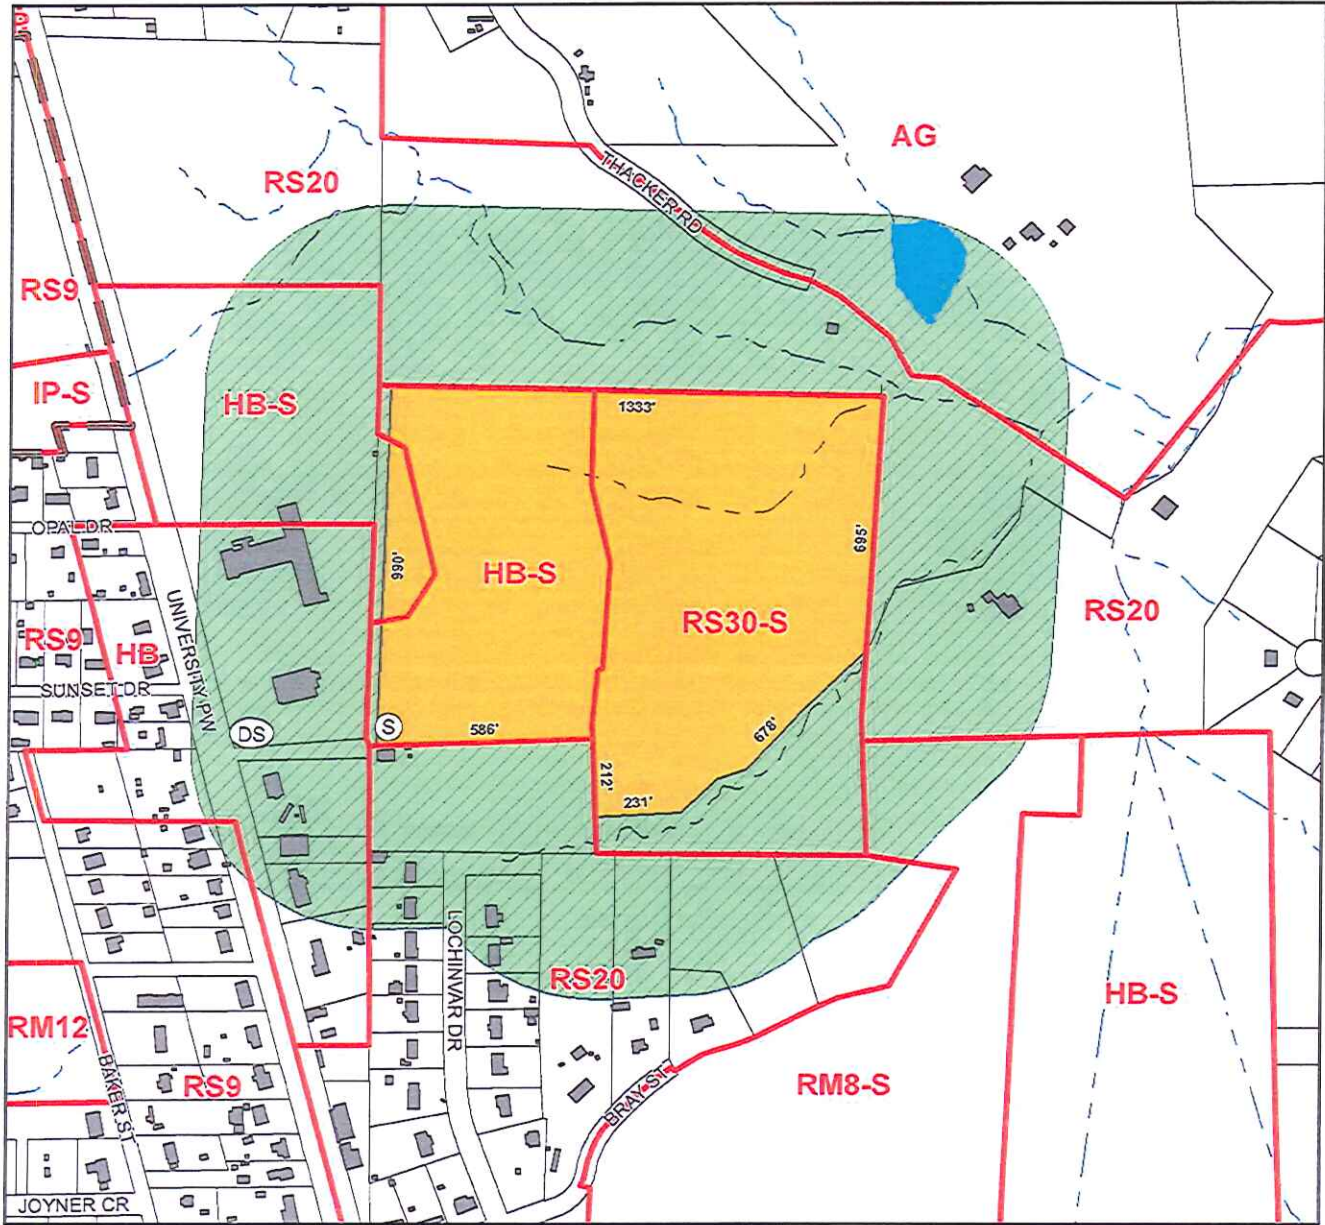 AG
RS20
THACKER RD
RS9
IP-S
HB-S
1333'
OPAL DR
990'
HB-S
695'
RS30-S
UNIVERSITY PW
RS9
HB
RS20
SUNSET DR
DS
S
586'
678'
212'
231'
LOCHINVAR DR
RS20
HB-S
RM12
BAKER ST
RS9
BRAY ST
RM8-S
JOYNER CR